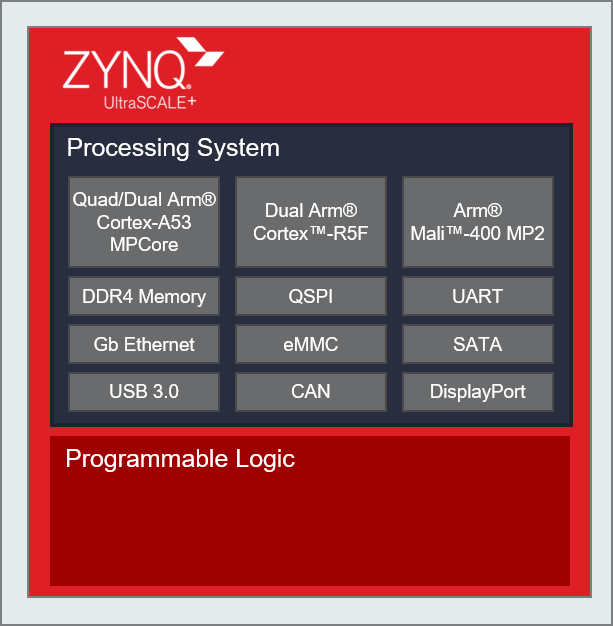 ZYNQ®
UltraSCALE+
Processing System
Quad/Dual Arm®
Cortex-A53
MPCore
Dual Arm®
Cortex™-R5F
Arm®
Mali™-400 MP2
DDR4 Memory
QSPI
UART
Gb Ethernet
eMMC
SATA
USB 3.0
CAN
DisplayPort
Programmable Logic